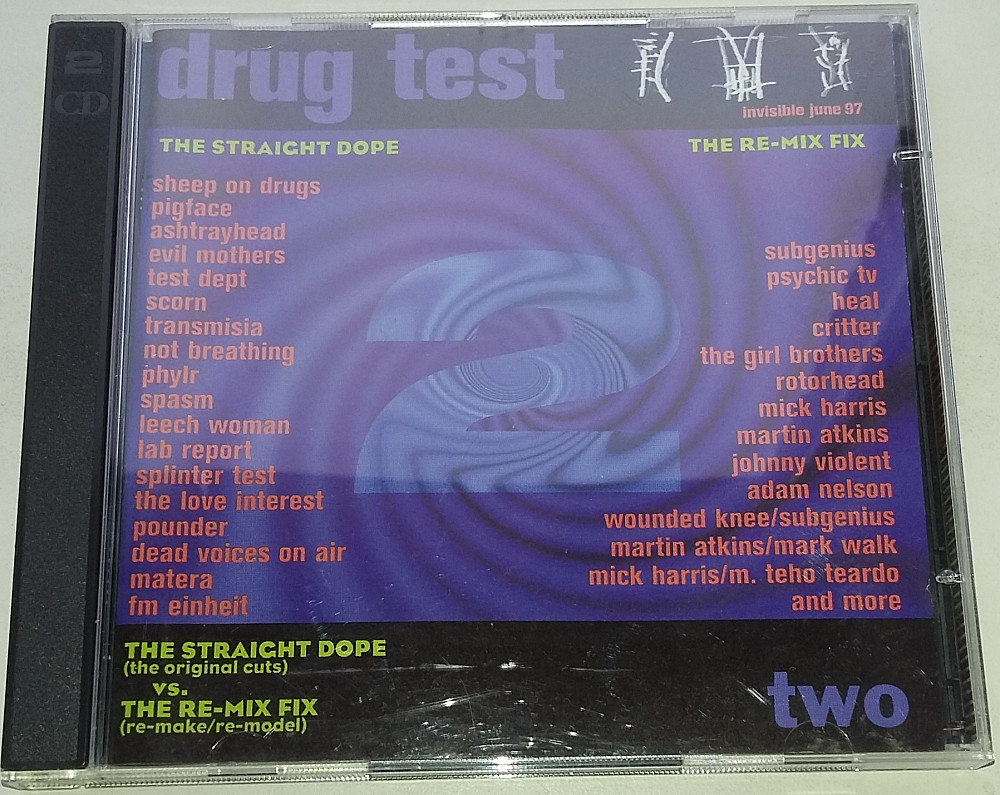 2
CD
drug test
invisible june 97
THE STRAIGHT DOPE
sheep on drugs
pigface
ashtrayhead
evil mothers
test dept
scorn
transmisia
not breathing
phylr
spasm
leech woman
lab report
splinter test
the love interest
pounder
dead voices on air
matera
fm einheit
THE RE-MIX FIX
subgenius
psychic tv
heal
critter
the girl brothers
rotorhead
mick harris
martin atkins
johnny violent
adam nelson
wounded knee/subgenius
martin atkins/mark walk
mick harris/m. teho teardo
and more
2
THE STRAIGHT DOPE
(the original cuts)
vs.
THE RE-MIX FIX
(re-make/re-model)
two